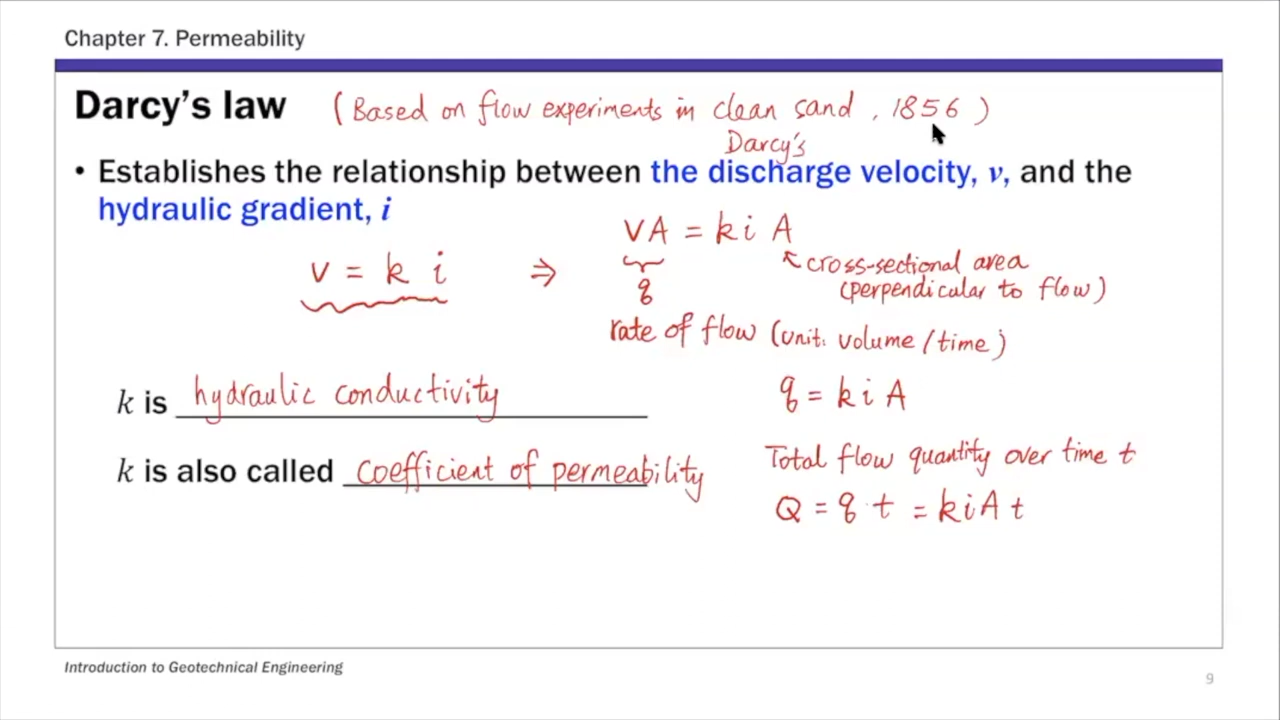 Chapter 7. Permeability
Darcy's law (Based on flow experiments in clean sand, 1856)
Darcy's
• Establishes the relationship between the discharge velocity, v, and the
hydraulic gradient, i
v = k i ⇒ vA = k i A
cross-sectional area
(perpendicular to flow)
q
rate of flow (unit: volume/time)
k is hydraulic conductivity
q = k i A
k is also called coefficient of permeability
Total flow quantity over time t
Q = q · t = k i A t
Introduction to Geotechnical Engineering
9